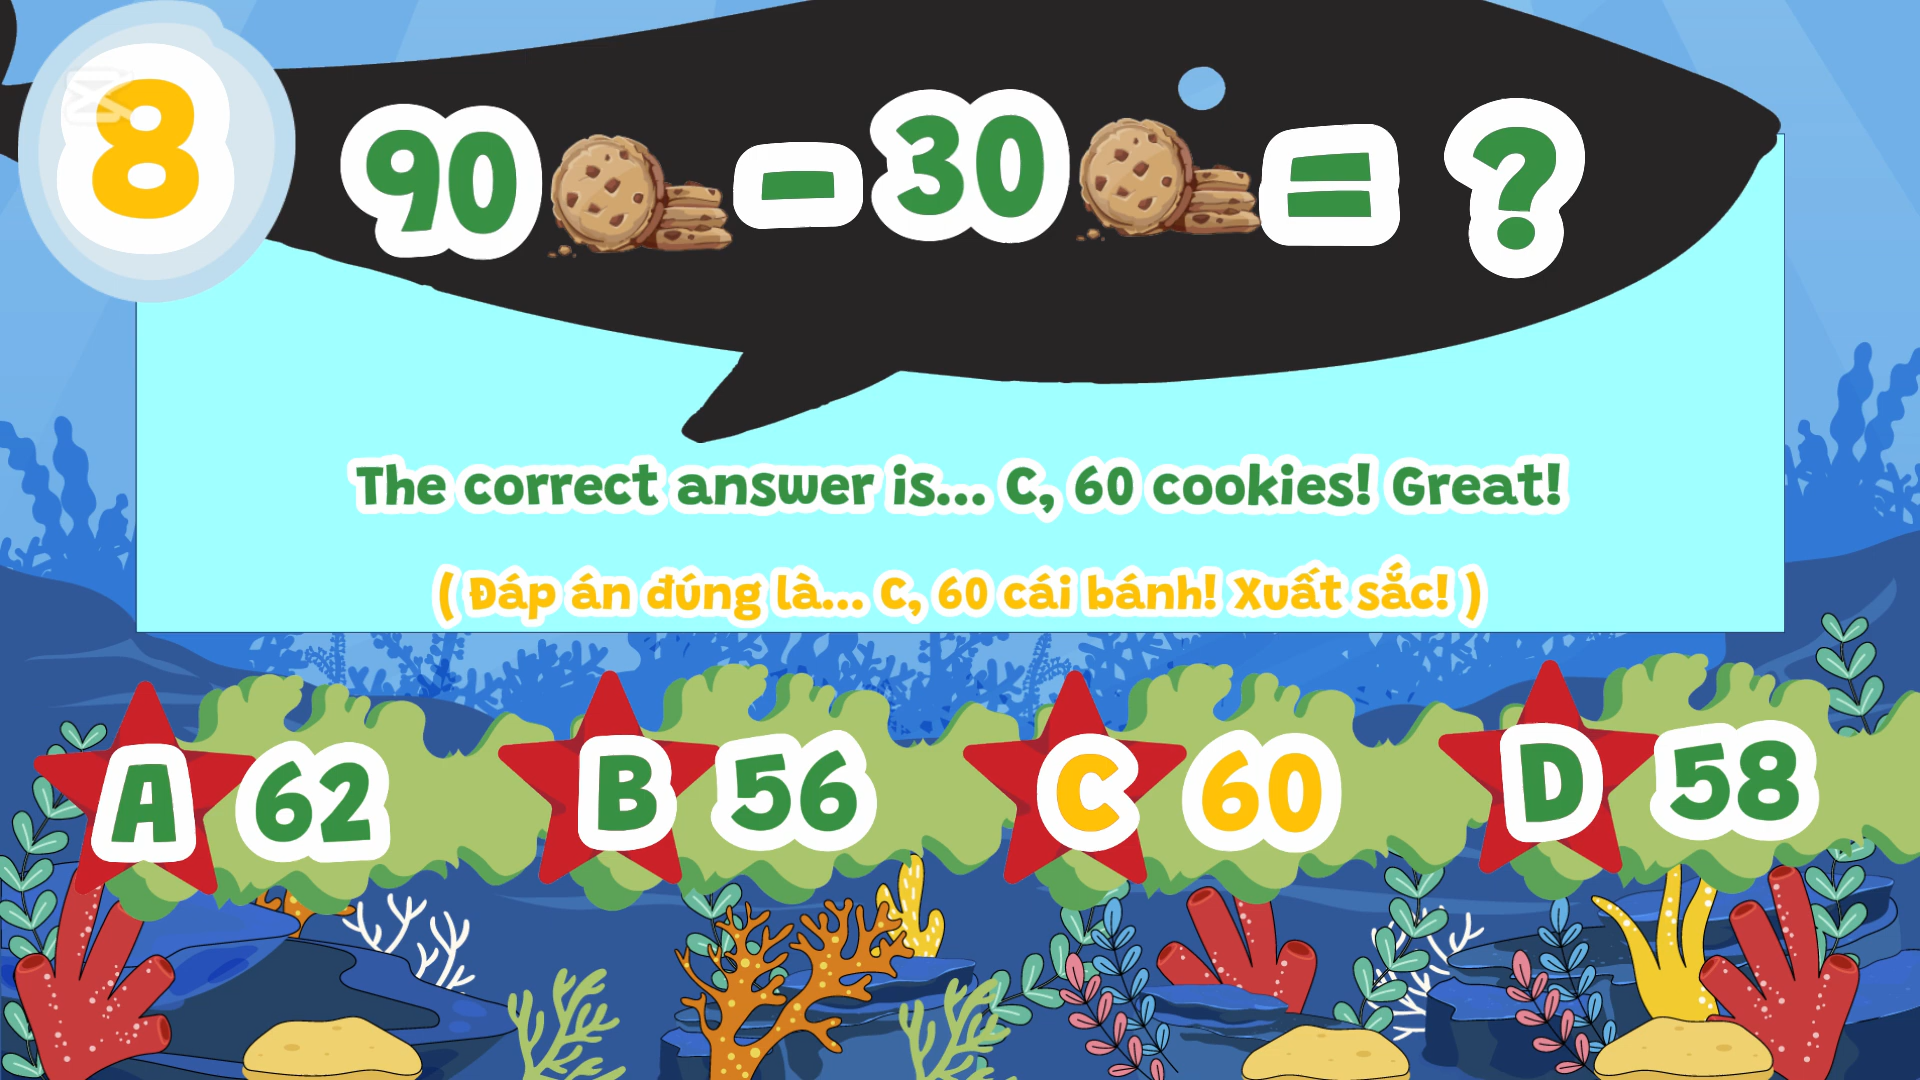 8
90 - 30 = ?
The correct answer is... C, 60 cookies! Great!
( Đáp án đúng là... C, 60 cái bánh! Xuất sắc! )
A 62 B 56 C 60 D 58